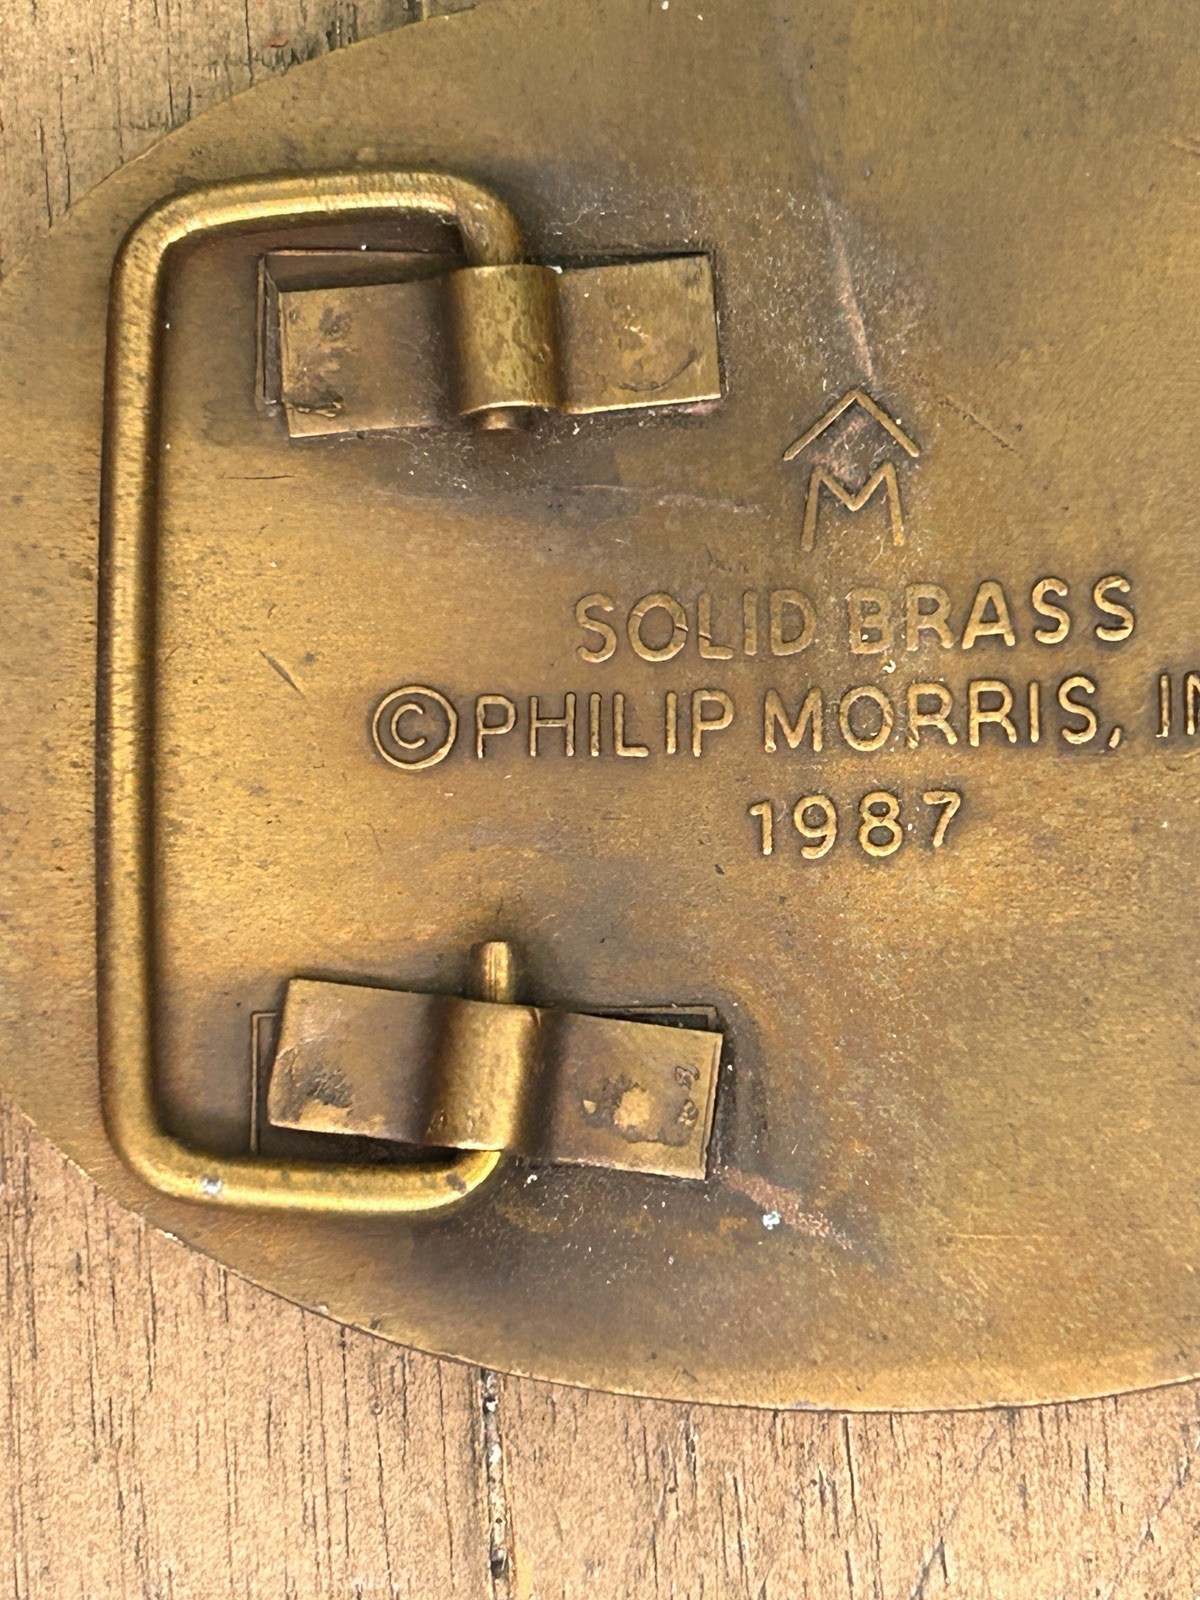 M
SOLID BRASS
©PHILIP MORRIS, IN
1987